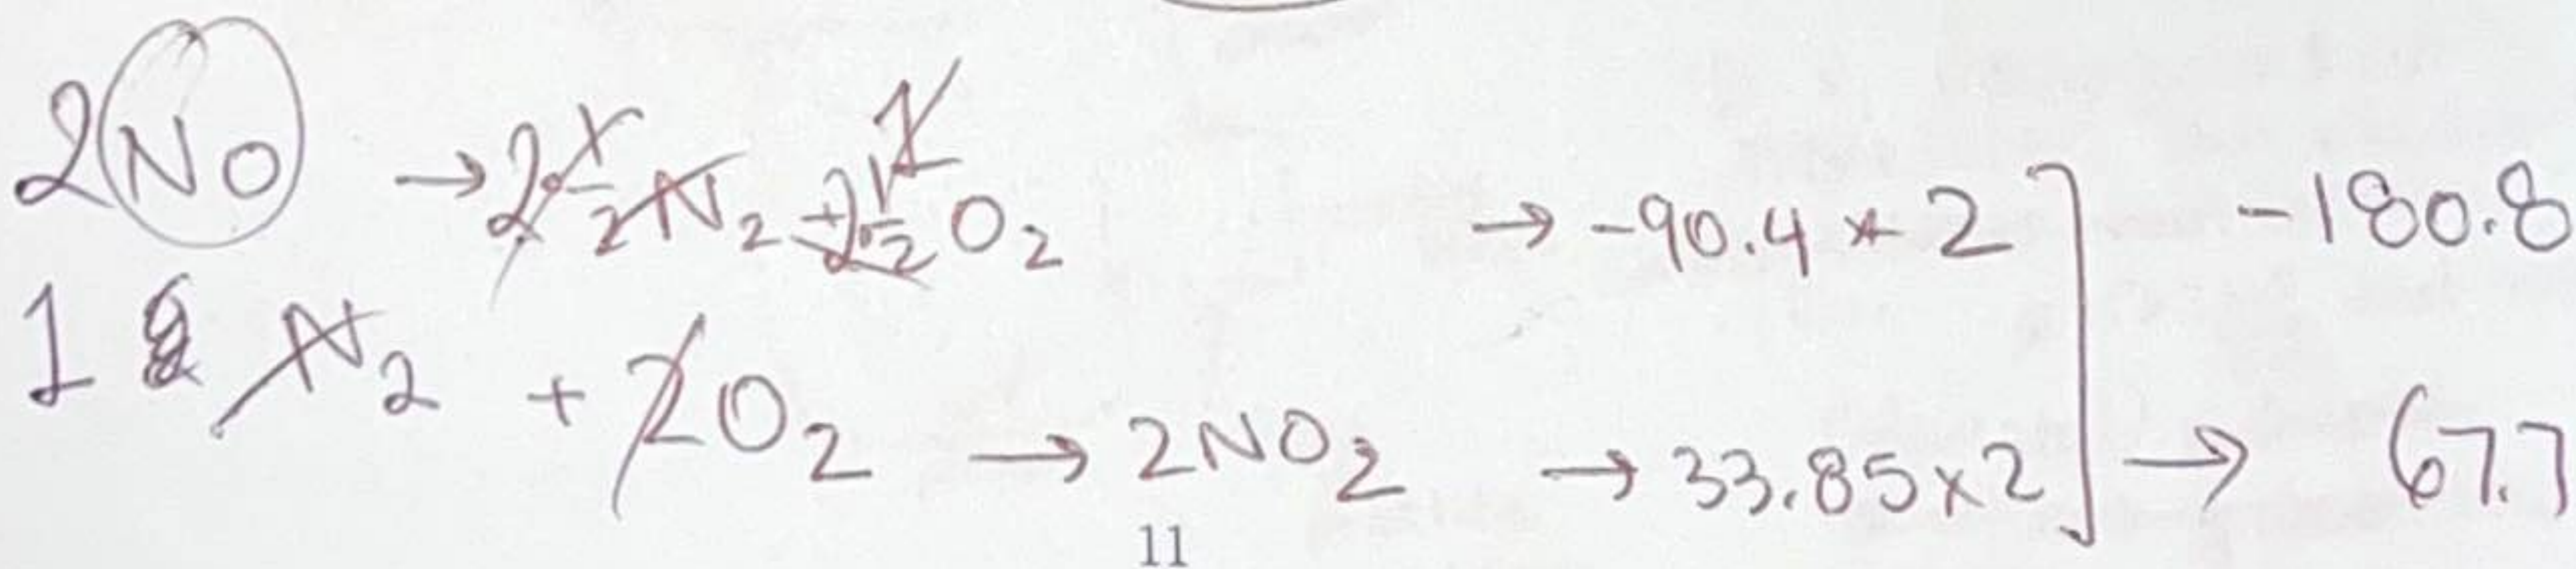 2NO → 2·1/2 N2 + 2·1/2 O2 1 → -90.4 × 2 -180.8
1 N2 + 2O2 → 2NO2 → 33.85×2 → 67.7
11